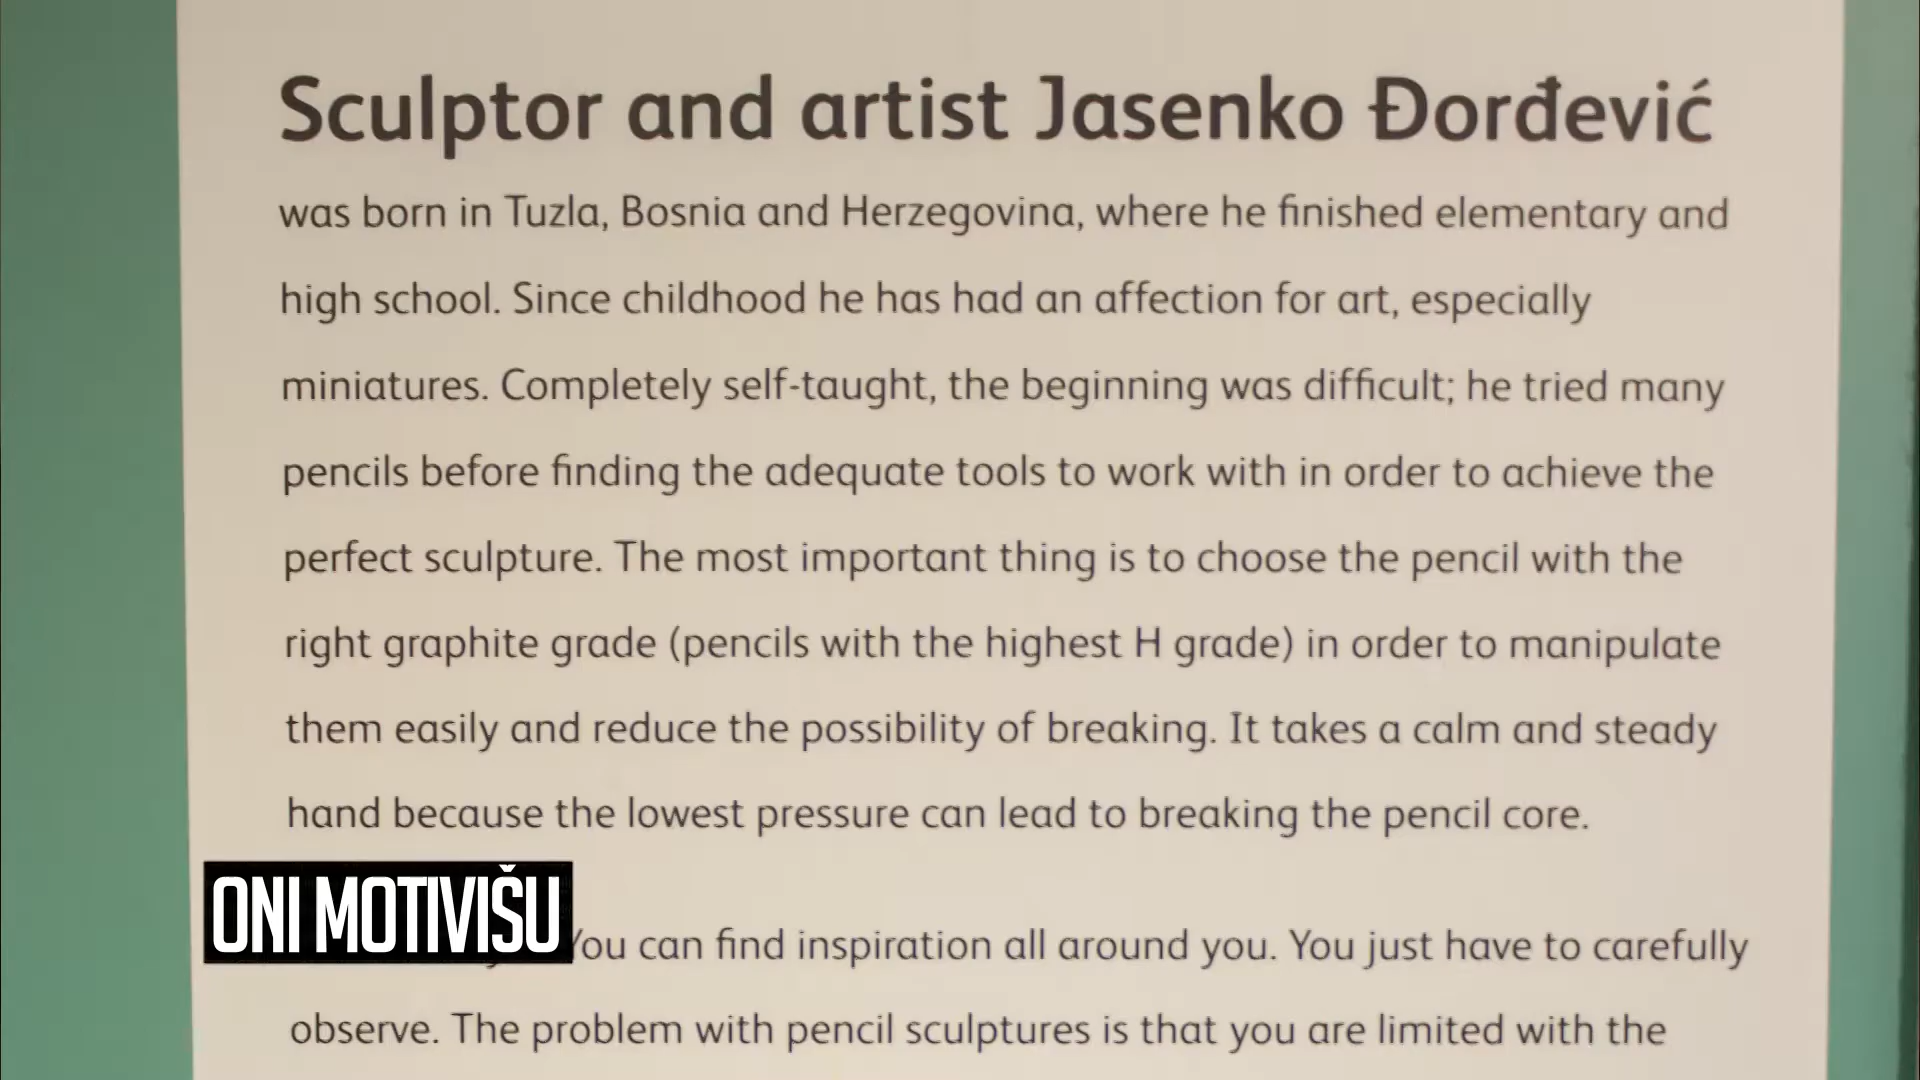 Sculptor and artist Jasenko Đorđević
was born in Tuzla, Bosnia and Herzegovina, where he finished elementary and
high school. Since childhood he has had an affection for art, especially
miniatures. Completely self-taught, the beginning was difficult; he tried many
pencils before finding the adequate tools to work with in order to achieve the
perfect sculpture. The most important thing is to choose the pencil with the
right graphite grade (pencils with the highest H grade) in order to manipulate
them easily and reduce the possibility of breaking. It takes a calm and steady
hand because the lowest pressure can lead to breaking the pencil core.
ONI MOTIVIŠU
You can find inspiration all around you. You just have to carefully
observe. The problem with pencil sculptures is that you are limited with the